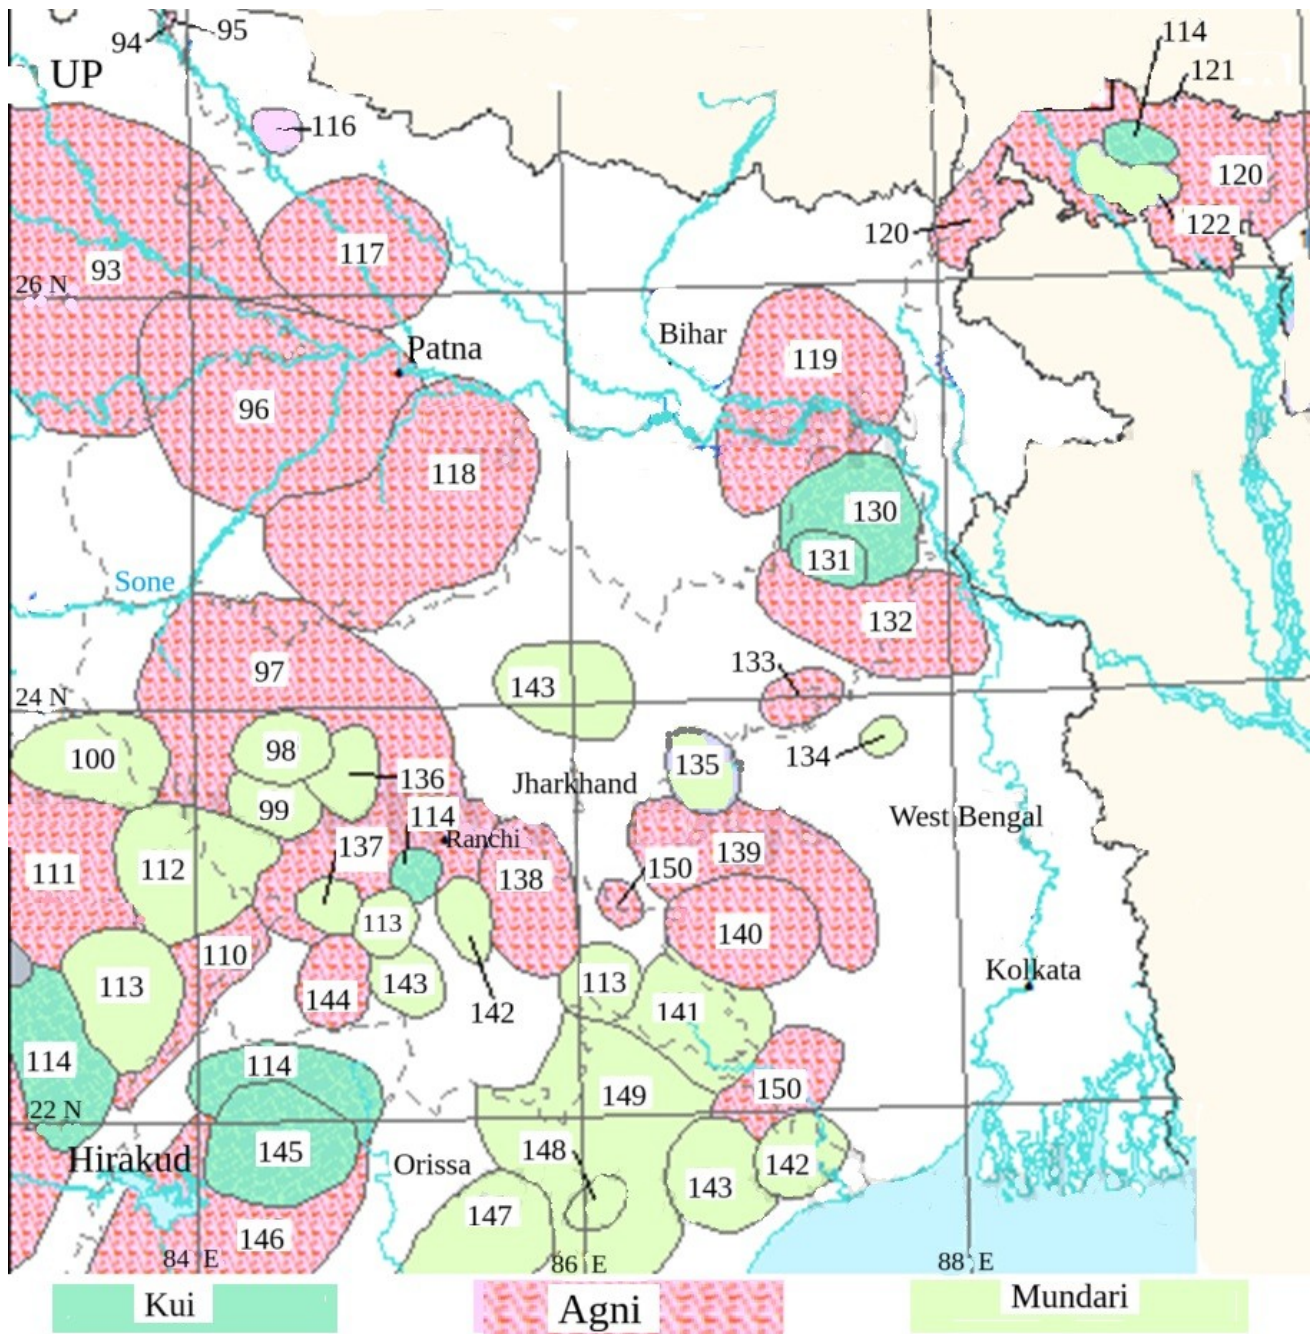 94
95
114
UP
121
116
120
120
122
117
93
26 N
Patna
Bihar
119
96
118
130
131
Sone
132
97
133
143
24 N
100
98
134
135
136
Jharkhand
99
114
West Bengal
137
Ranchi
139
150
112
111
138
113
140
110
143
113
Kolkata
113
144
142
141
114
114
150
149
22 N
148
145
Hirakud
Orissa
142
143
147
146
84 E
86 E
88 E
Kui
Agni
Mundari